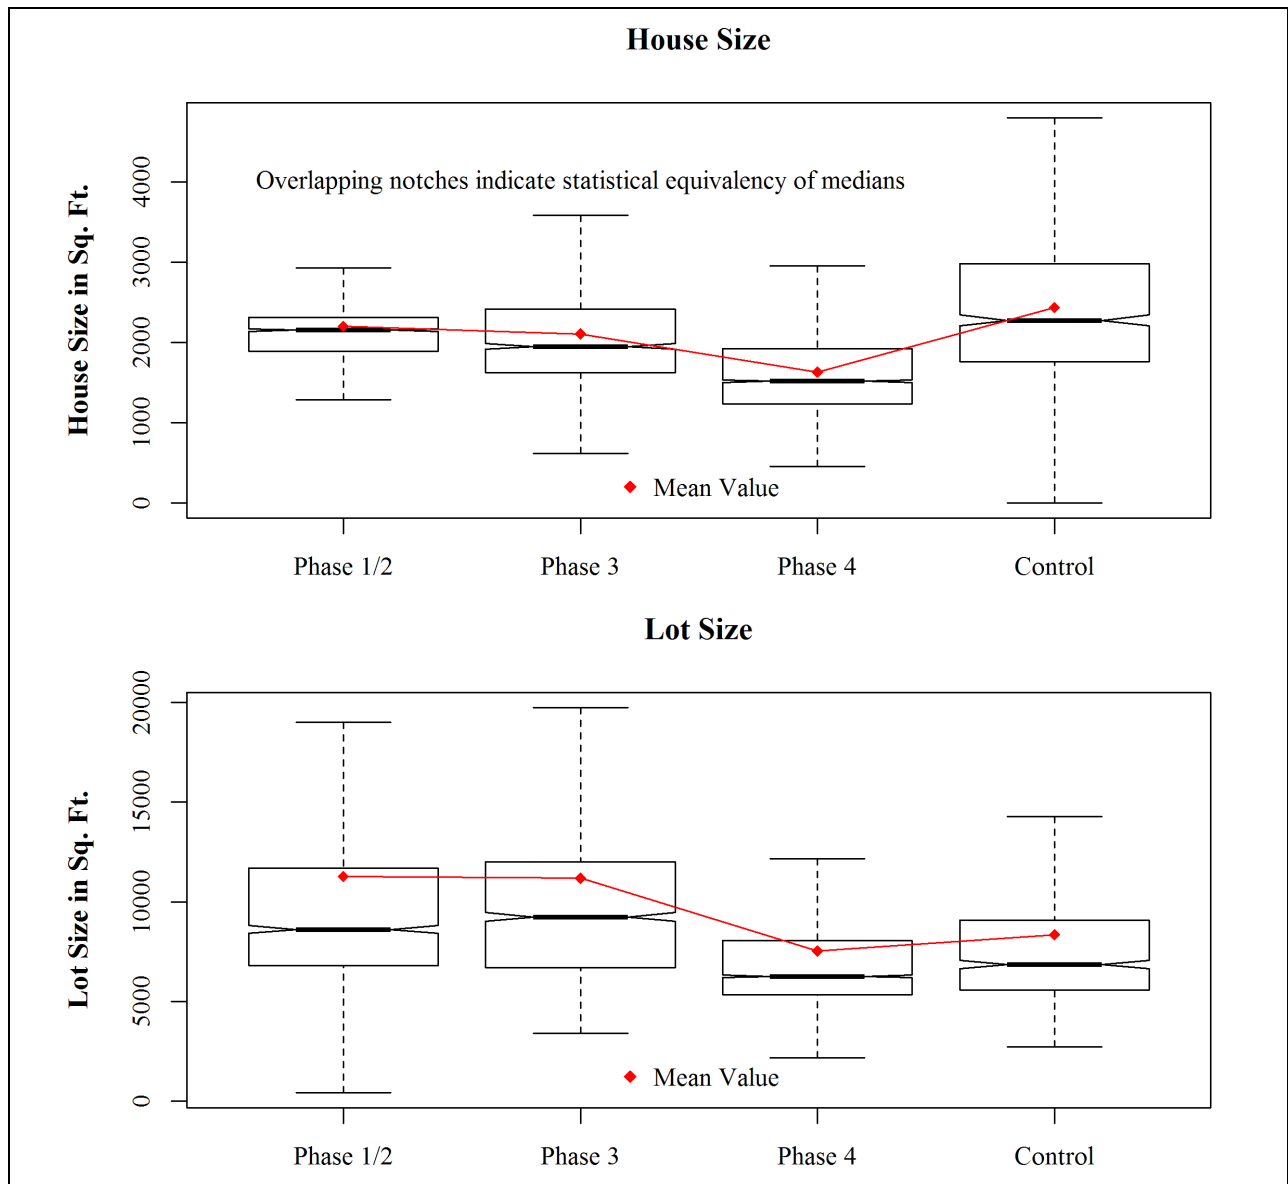 House Size
House Size in Sq. Ft.
4000
3000
2000
1000
0
Overlapping notches indicate statistical equivalency of medians
Mean Value
Phase 1/2 Phase 3 Phase 4 Control
Lot Size
Lot Size in Sq. Ft.
20000
15000
10000
5000
0
Mean Value
Phase 1/2 Phase 3 Phase 4 Control